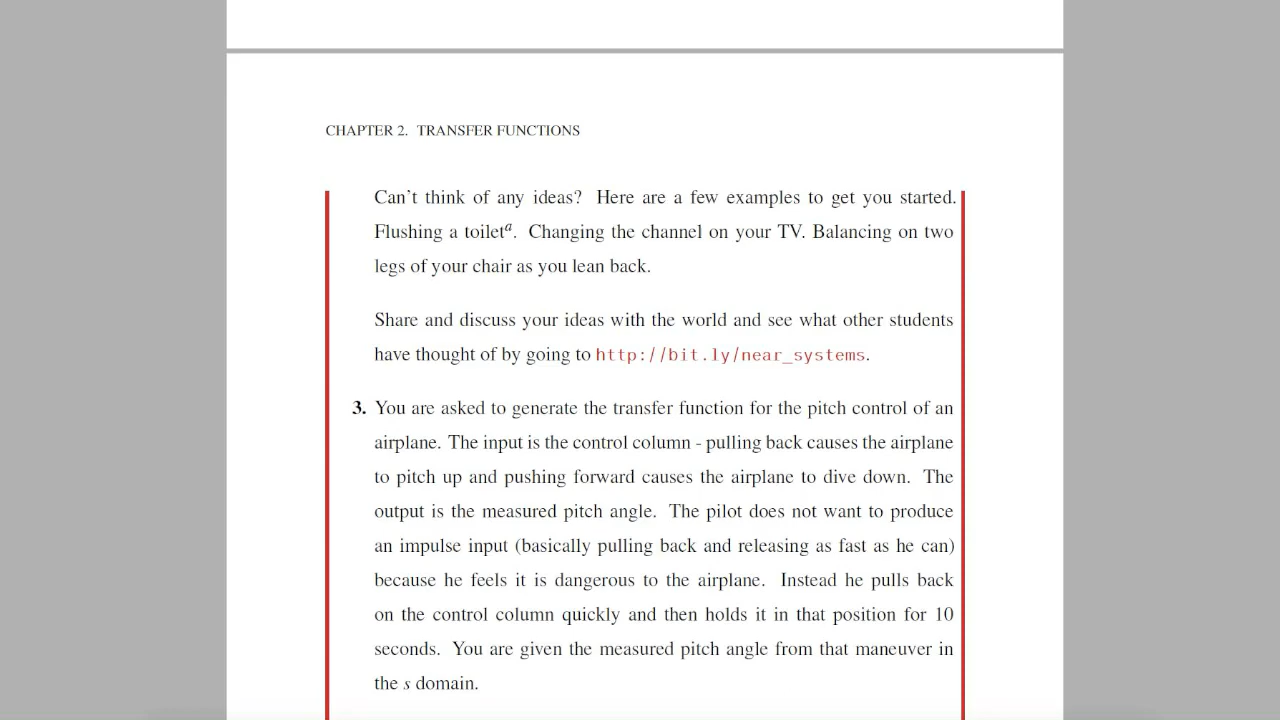 CHAPTER 2. TRANSFER FUNCTIONS
Can't think of any ideas? Here are a few examples to get you started.
Flushing a toiletᵃ. Changing the channel on your TV. Balancing on two
legs of your chair as you lean back.
Share and discuss your ideas with the world and see what other students
have thought of by going to http://bit.ly/near_systems.
3. You are asked to generate the transfer function for the pitch control of an
airplane. The input is the control column - pulling back causes the airplane
to pitch up and pushing forward causes the airplane to dive down. The
output is the measured pitch angle. The pilot does not want to produce
an impulse input (basically pulling back and releasing as fast as he can)
because he feels it is dangerous to the airplane. Instead he pulls back
on the control column quickly and then holds it in that position for 10
seconds. You are given the measured pitch angle from that maneuver in
the s domain.